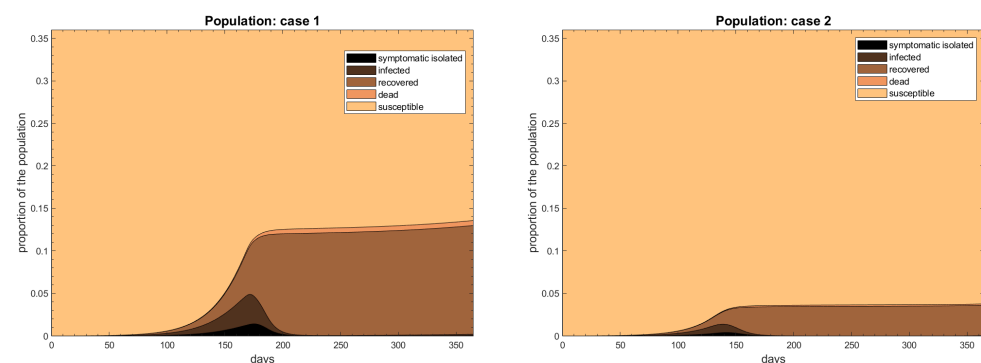 Population: case 1
proportion of the population
0.35
0.3
0.25
0.2
0.15
0.1
0.05
0
symptomatic isolated
infected
recovered
dead
susceptible
0 50 100 150 200 250 300 350
days
Population: case 2
proportion of the population
0.35
0.3
0.25
0.2
0.15
0.1
0.05
0
symptomatic isolated
infected
recovered
dead
susceptible
0 50 100 150 200 250 300 350
days